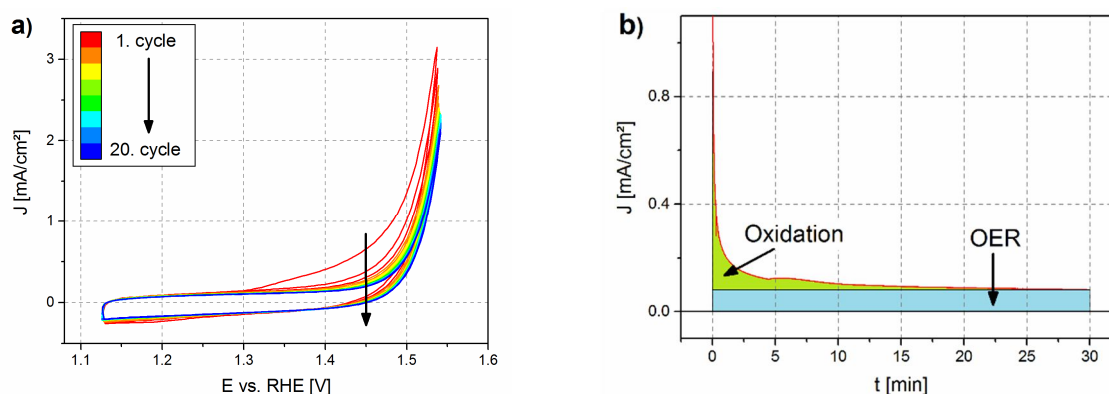 a)
1. cycle
20. cycle
3
2
1
0
J [mA/cm²]
1.1 1.2 1.3 1.4 1.5 1.6
E vs. RHE [V]
b)
0.8
0.4
0.0
J [mA/cm²]
Oxidation
OER
0 5 10 15 20 25 30
t [min]